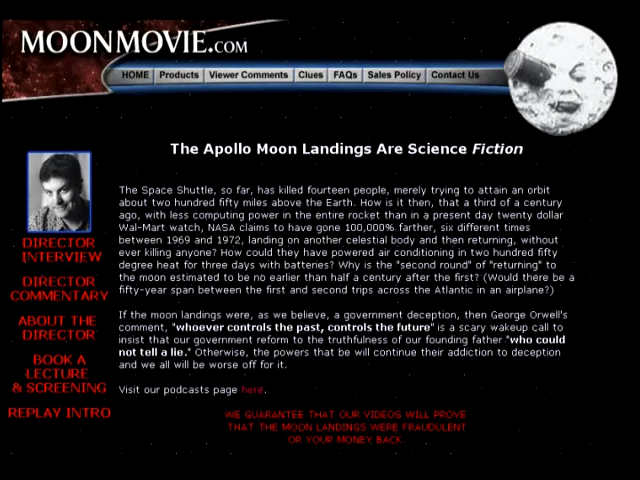 MOONMOVIE.COM
HOME Products Viewer Comments Clues FAQs Sales Policy Contact Us
The Apollo Moon Landings Are Science Fiction
The Space Shuttle, so far, has killed fourteen people, merely trying to attain an orbit
about two hundred fifty miles above the Earth. How is it then, that a third of a century
ago, with less computing power in the entire rocket than in a present day twenty dollar
Wal-Mart watch, NASA claims to have gone 100,000% farther, six different times
between 1969 and 1972, landing on another celestial body and then returning, without
ever killing anyone? How could they have powered air conditioning in two hundred fifty
degree heat for three days with batteries? Why is the "second round" of "returning" to
the moon estimated to be no earlier than half a century after the first? (Would there be a
fifty-year span between the first and second trips across the Atlantic in an airplane?)
If the moon landings were, as we believe, a government deception, then George Orwell's
comment, "whoever controls the past, controls the future" is a scary wakeup call to
insist that our government reform to the truthfulness of our founding father "who could
not tell a lie." Otherwise, the powers that be will continue their addiction to deception
and we all will be worse off for it.
Visit our podcasts page here.
WE GUARANTEE THAT OUR VIDEOS WILL PROVE
THAT THE MOON LANDINGS WERE FRAUDULENT
OR YOUR MONEY BACK.
DIRECTOR
INTERVIEW
DIRECTOR
COMMENTARY
ABOUT THE
DIRECTOR
BOOK A
LECTURE
& SCREENING
REPLAY INTRO